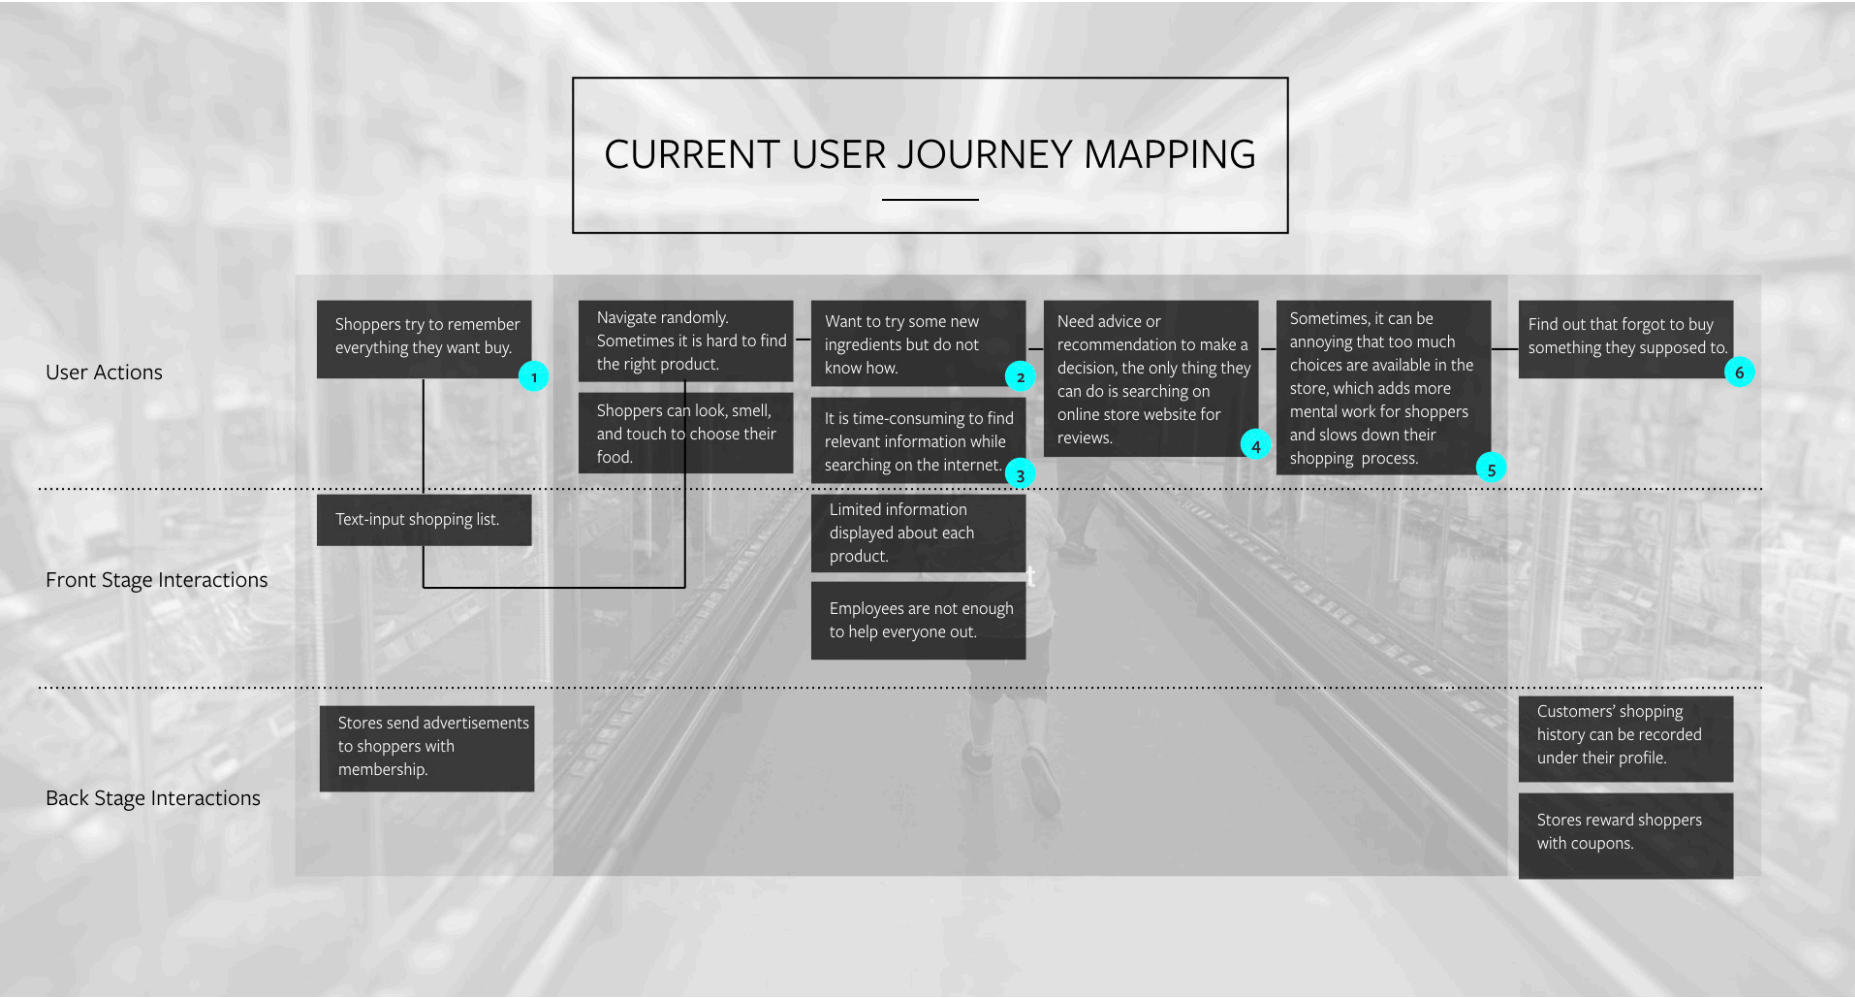 CURRENT USER JOURNEY MAPPING
User Actions
Shoppers try to remember
everything they want buy.
1
Navigate randomly.
Sometimes it is hard to find
the right product.
Shoppers can look, smell,
and touch to choose their
food.
Want to try some new
ingredients but do not
know how.
2
It is time-consuming to find
relevant information while
searching on the internet.
3
Need advice or
recommendation to make a
decision, the only thing they
can do is searching on
online store website for
reviews.
4
Sometimes, it can be
annoying that too much
choices are available in the
store, which adds more
mental work for shoppers
and slows down their
shopping process.
5
Find out that forgot to buy
something they supposed to.
6
Front Stage Interactions
Text-input shopping list.
Limited information
displayed about each
product.
t
Employees are not enough
to help everyone out.
Back Stage Interactions
Stores send advertisements
to shoppers with
membership.
Customers’ shopping
history can be recorded
under their profile.
Stores reward shoppers
with coupons.